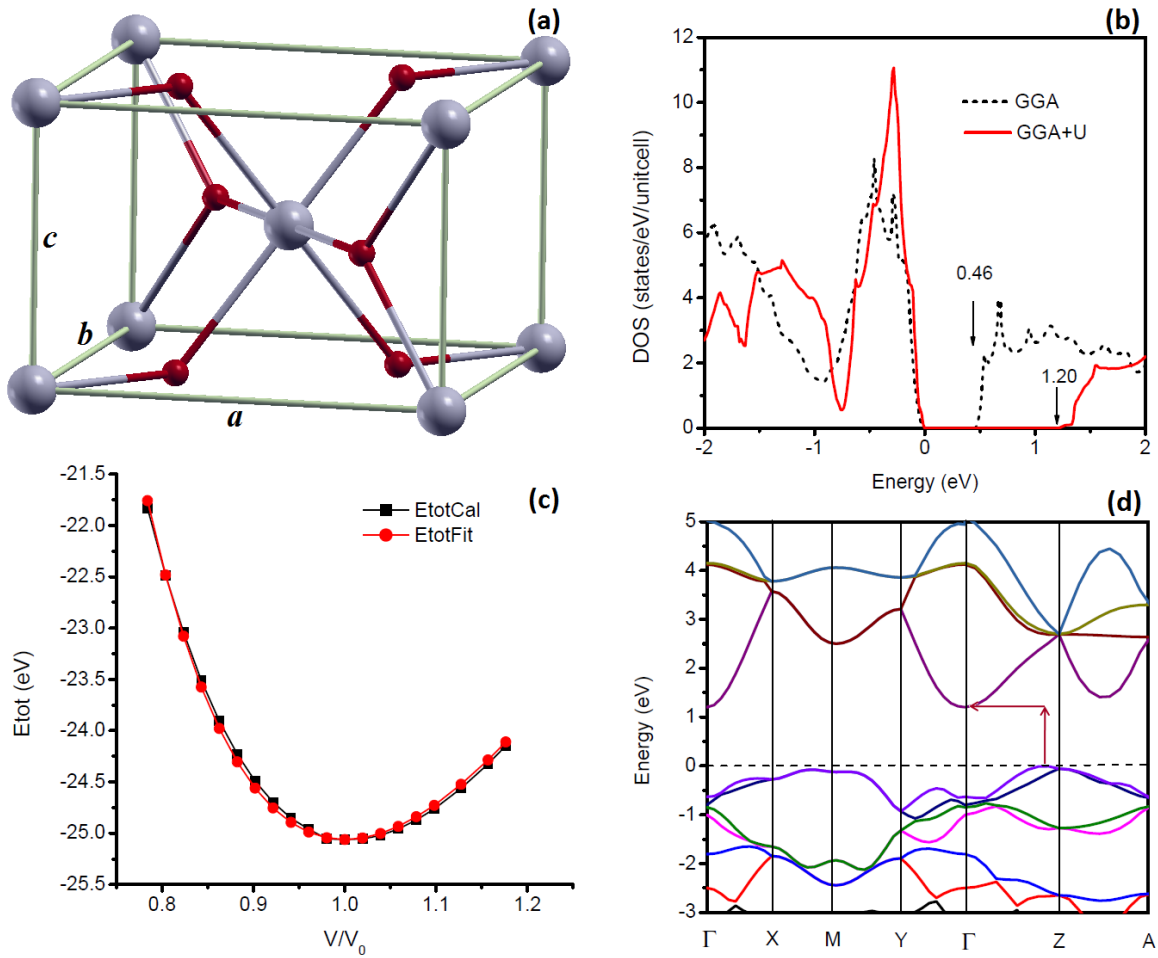 (a)
c
b
a
(b)
12
10
8
6
4
2
0
DOS (states/eV/unitcell)
GGA
GGA+U
0.46
1.20
-2 -1 0 1 2
Energy (eV)
(c)
-21.5
-22.0
-22.5
-23.0
-23.5
-24.0
-24.5
-25.0
-25.5
Etot (eV)
EtotCal
EtotFit
0.8 0.9 1.0 1.1 1.2
V/V₀
(d)
5
4
3
2
1
0
-1
-2
-3
Energy (eV)
Γ X M Y Γ Z A